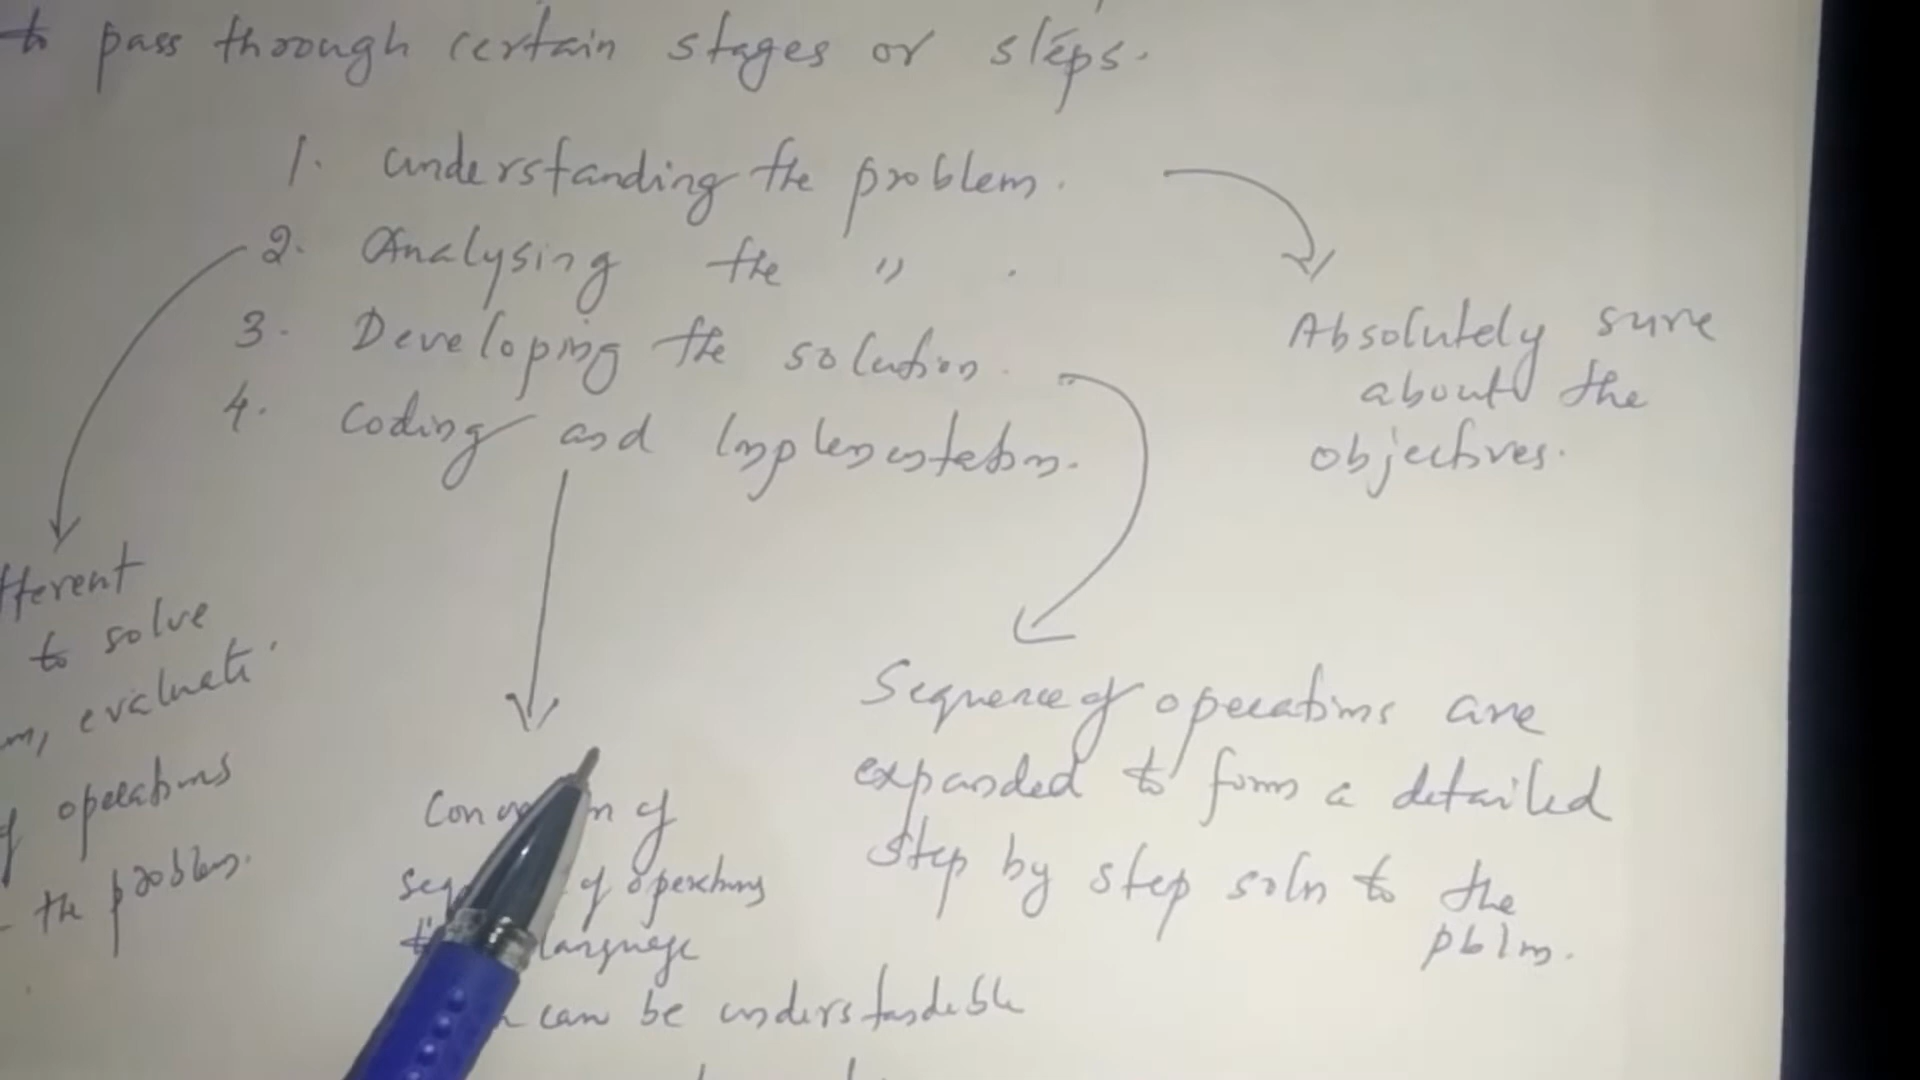 to pass through certain stages or steps.
1. Understanding the problem.
2. Analysing the " .
3. Developing the solution.
4. Coding and Implementation.
Absolutely sure
about the
objectives.
to solve
evaluate
operations
the problem.
of
of operations
language
can be understandable
Sequence of operations are
expanded to form a detailed
step by step soln to the
pblm.